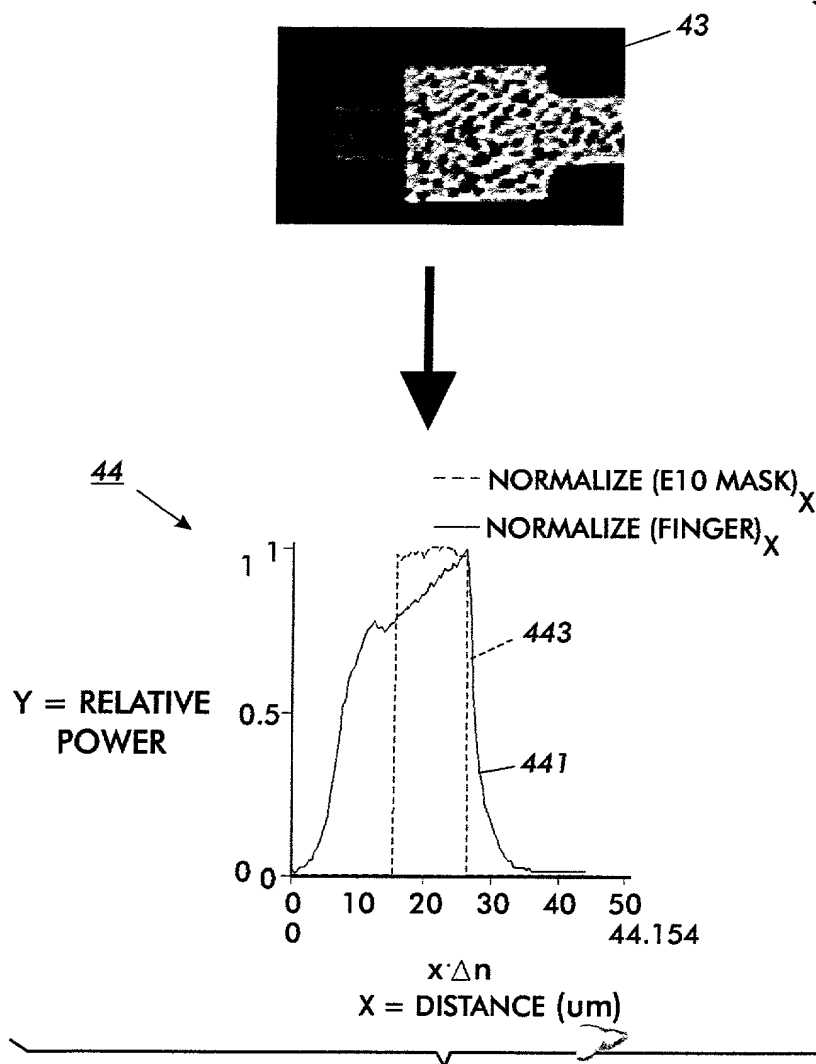 43
44
NORMALIZE (E10 MASK)X
NORMALIZE (FINGER)X
1 1
443
Y = RELATIVE
POWER
0.5
441
0 0
0 10 20 30 40 50
0 44.154
x·Δn
X = DISTANCE (um)